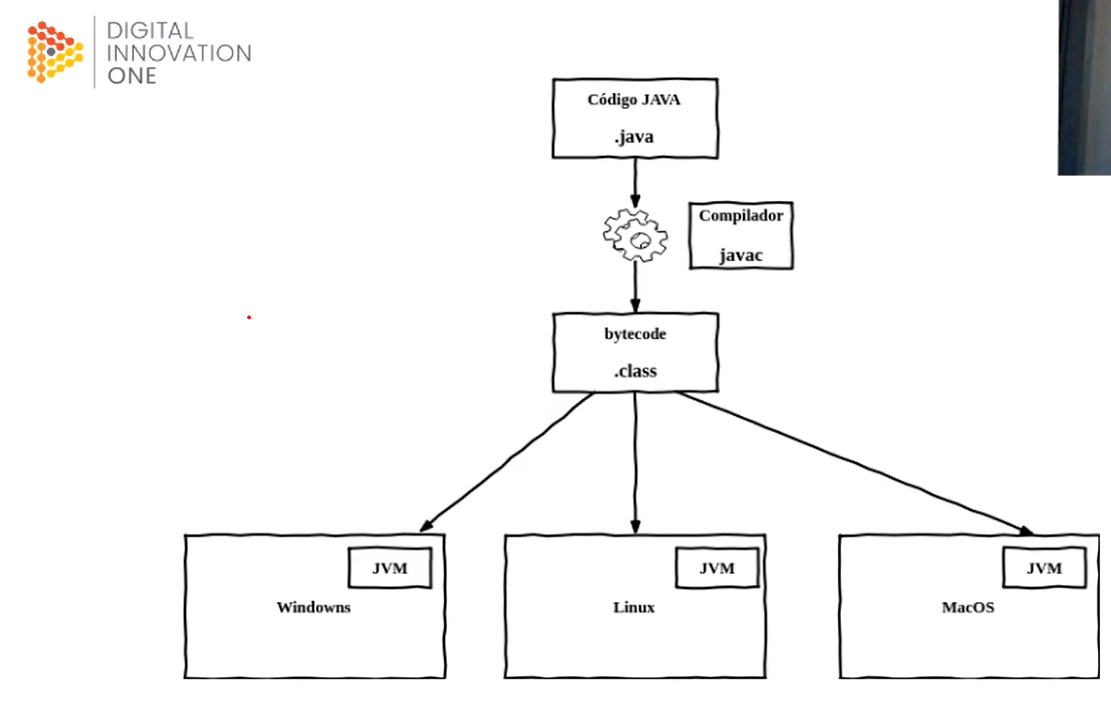 DIGITAL
INNOVATION
ONE
Código JAVA
.java
Compilador
javac
bytecode
.class
JVM
Windowns
JVM
Linux
JVM
MacOS